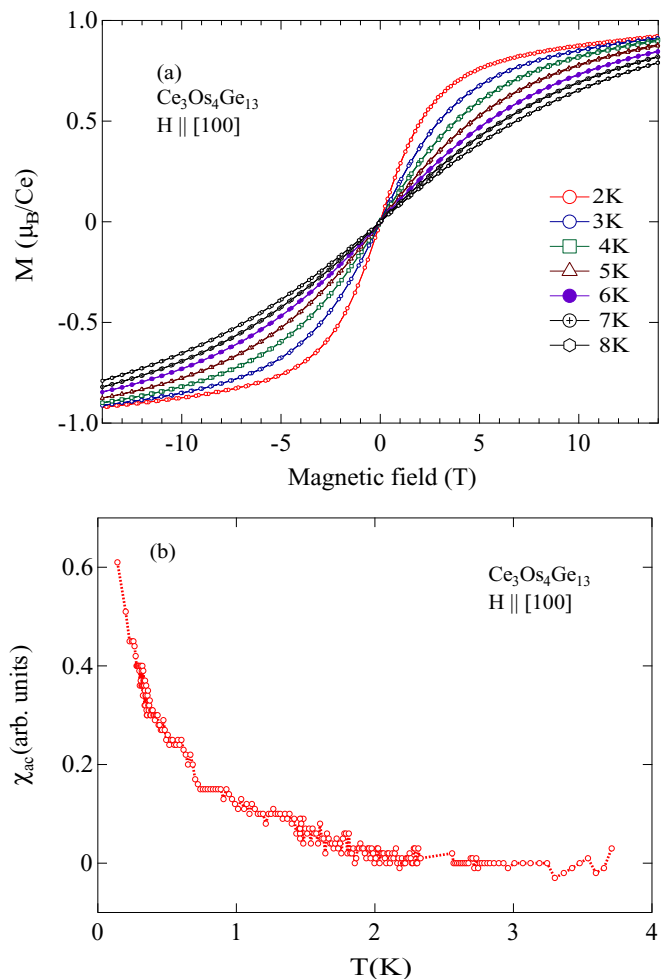 1.0
(a)
Ce₃Os₄Ge₁₃
H || [100]
0.5
M (μ_B/Ce)
0
-0.5
-1.0
2K
3K
4K
5K
6K
7K
8K
-10
-5
0
5
10
Magnetic field (T)
(b)
Ce₃Os₄Ge₁₃
H || [100]
0.6
0.4
0.2
0
χ_ac(arb. units)
0
1
2
3
4
T(K)